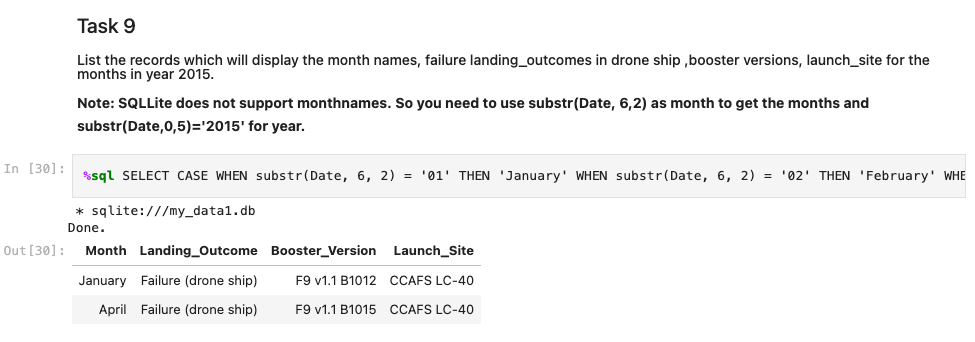 Task 9
List the records which will display the month names, failure landing_outcomes in drone ship ,booster versions, launch_site for the
months in year 2015.
Note: SQLLite does not support monthnames. So you need to use substr(Date, 6,2) as month to get the months and
substr(Date,0,5)='2015' for year.
In [30]: %sql SELECT CASE WHEN substr(Date, 6, 2) = '01' THEN 'January' WHEN substr(Date, 6, 2) = '02' THEN 'February' WHE
* sqlite:///my_data1.db
Done.
Out[30]: Month Landing_Outcome Booster_Version Launch_Site
January Failure (drone ship) F9 v1.1 B1012 CCAFS LC-40
April Failure (drone ship) F9 v1.1 B1015 CCAFS LC-40